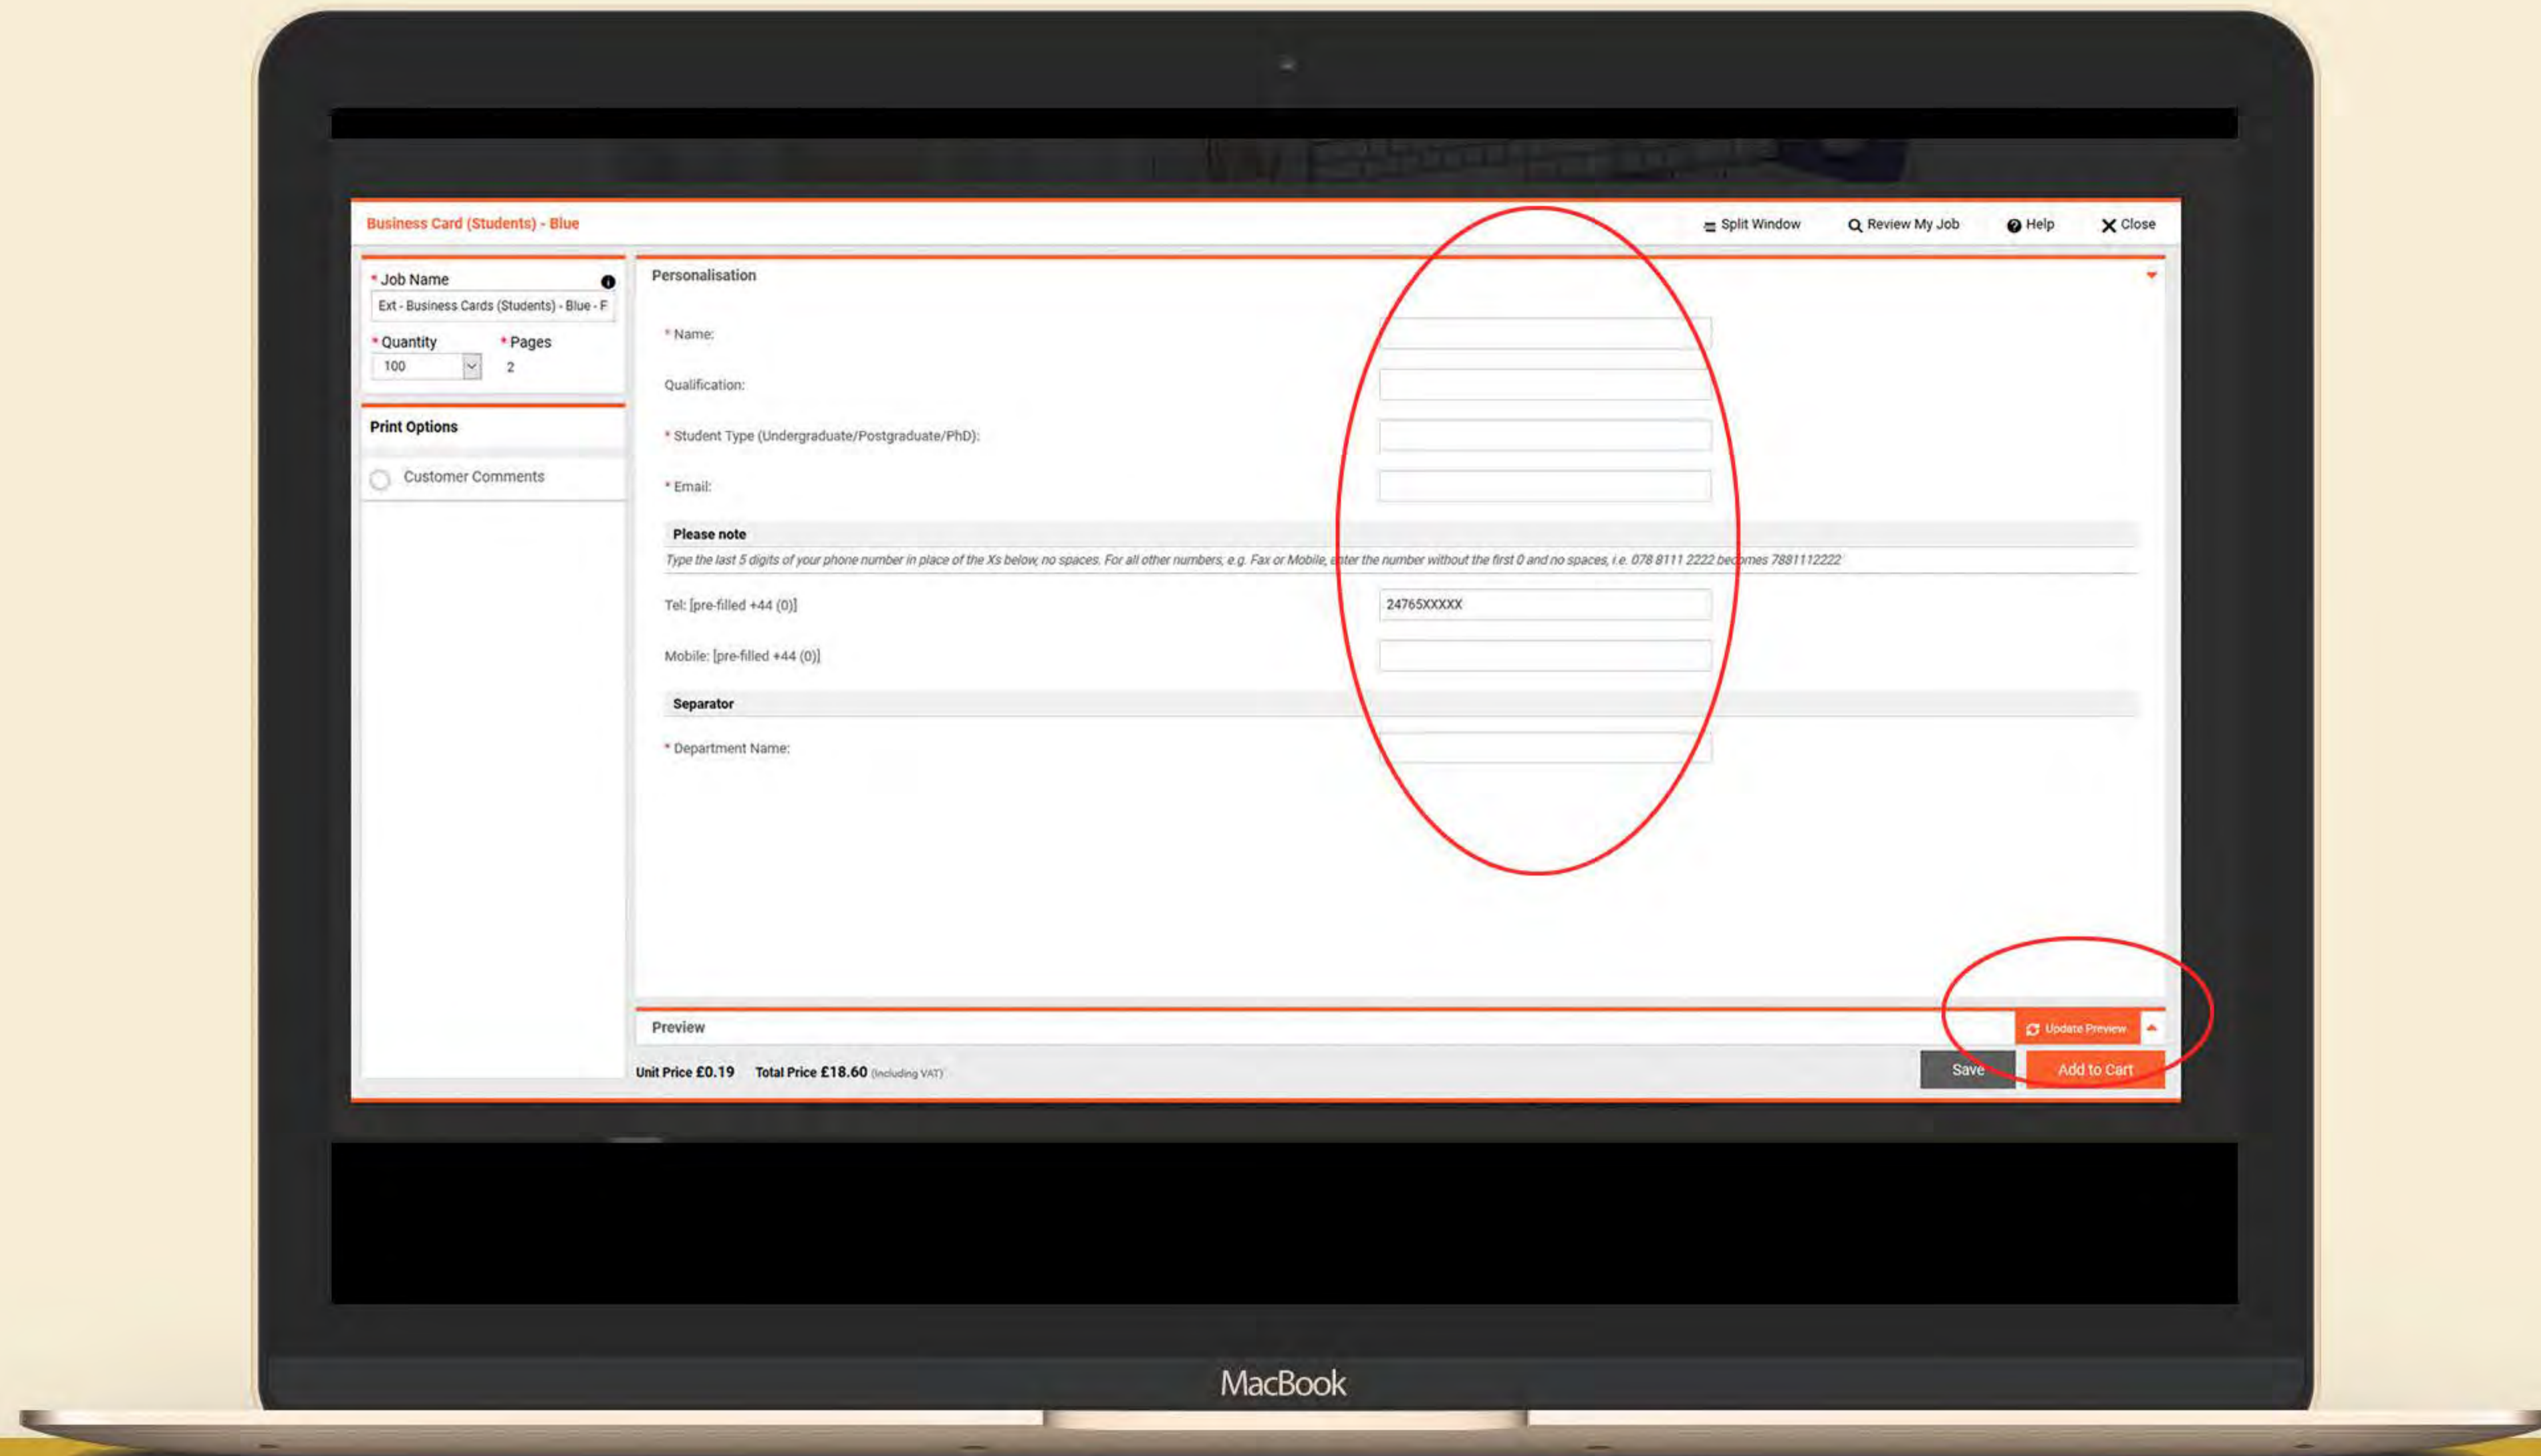 Business Card (Students) - Blue
Split Window
Review My Job
Help
Close
* Job Name
Ext - Business Cards (Students) - Blue - F
* Quantity
* Pages
100
2
Print Options
Customer Comments
Personalisation
* Name:
Qualification:
* Student Type (Undergraduate/Postgraduate/PhD):
* Email:
Please note
Type the last 5 digits of your phone number in place of the Xs below, no spaces. For all other numbers, e.g. Fax or Mobile, enter the number without the first 0 and no spaces, i.e. 078 8111 2222 becomes 7881112222
Tel: [pre-filled +44 (0)]
24765XXXXX
Mobile: [pre-filled +44 (0)]
Separator
* Department Name:
Preview
Update Preview
Unit Price £0.19 Total Price £18.60 (Including VAT)
Save
Add to Cart
MacBook